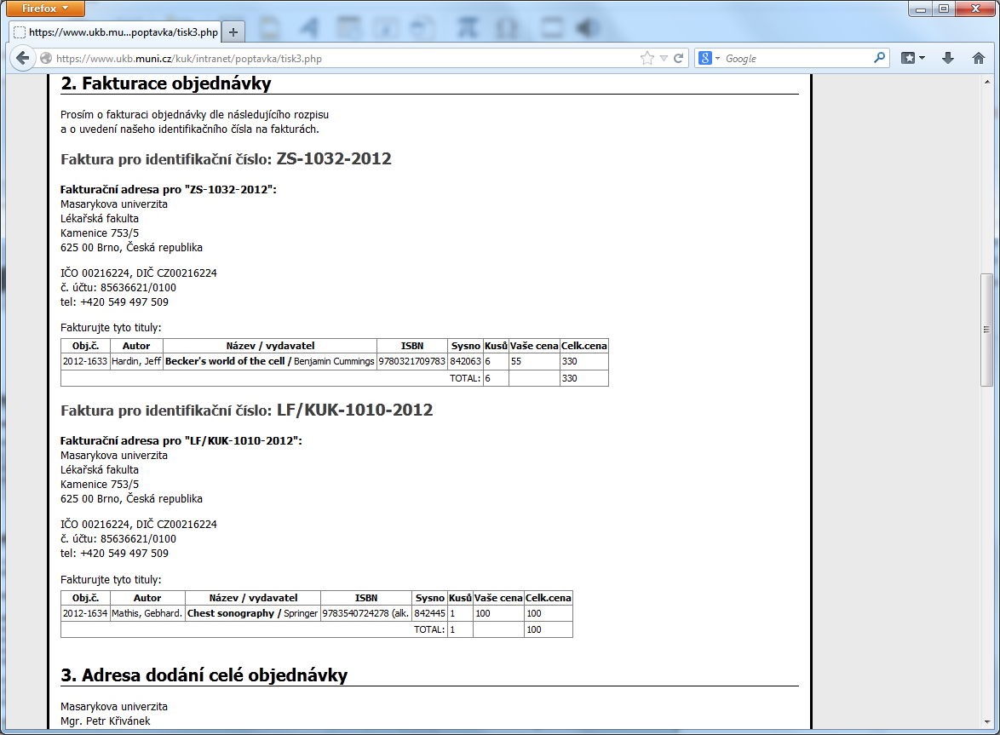 Firefox
https://www.ukb.mu...poptavka/tisk3.php
https://www.ukb.muni.cz/kuk/intranet/poptavka/tisk3.php
Google
2. Fakturace objednávky
Prosím o fakturaci objednávky dle následujícího rozpisu
a o uvedení našeho identifikačního čísla na fakturách.
Faktura pro identifikační číslo: ZS-1032-2012
Fakturační adresa pro "ZS-1032-2012":
Masarykova univerzita
Lékařská fakulta
Kamenice 753/5
625 00 Brno, Česká republika
IČO 00216224, DIČ CZ00216224
č. účtu: 85636621/0100
tel: +420 549 497 509
Fakturujte tyto tituly:
Obj.č. Autor Název / vydavatel ISBN Sysno Kusů Vaše cena Celk.cena
2012-1633 Hardin, Jeff Becker's world of the cell / Benjamin Cummings 9780321709783 842063 6 55 330
TOTAL: 6 330
Faktura pro identifikační číslo: LF/KUK-1010-2012
Fakturační adresa pro "LF/KUK-1010-2012":
Masarykova univerzita
Lékařská fakulta
Kamenice 753/5
625 00 Brno, Česká republika
IČO 00216224, DIČ CZ00216224
č. účtu: 85636621/0100
tel: +420 549 497 509
Fakturujte tyto tituly:
Obj.č. Autor Název / vydavatel ISBN Sysno Kusů Vaše cena Celk.cena
2012-1634 Mathis, Gebhard. Chest sonography / Springer 9783540724278 (alk. 842445 1 100 100
TOTAL: 1 100
3. Adresa dodání celé objednávky
Masarykova univerzita
Mgr. Petr Křivánek